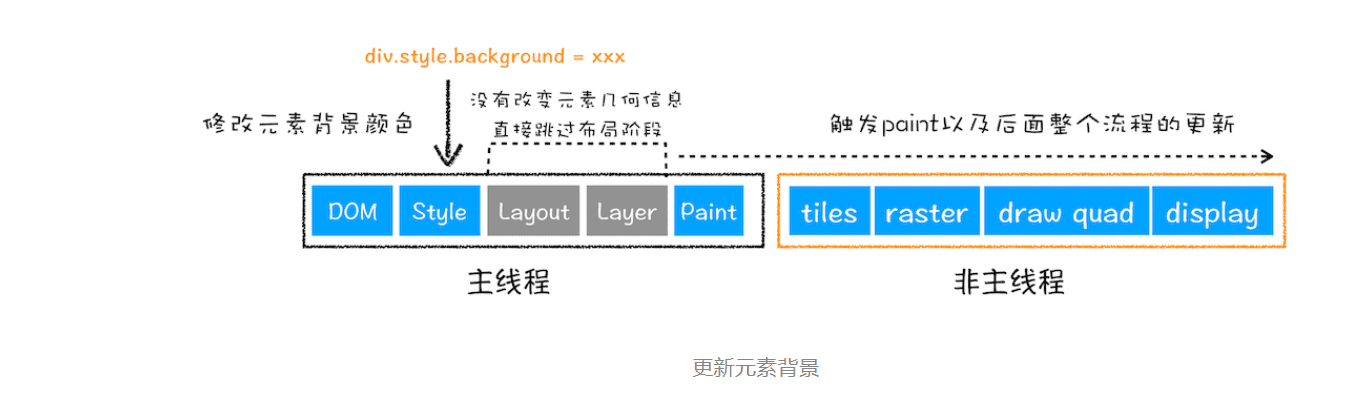 div.style.background = xxx
修改元素背景颜色
没有改变元素几何信息
直接跳过布局阶段
触发paint以及后面整个流程的更新
DOM
Style
Layout
Layer
Paint
tiles
raster
draw quad
display
主线程
非主线程
更新元素背景